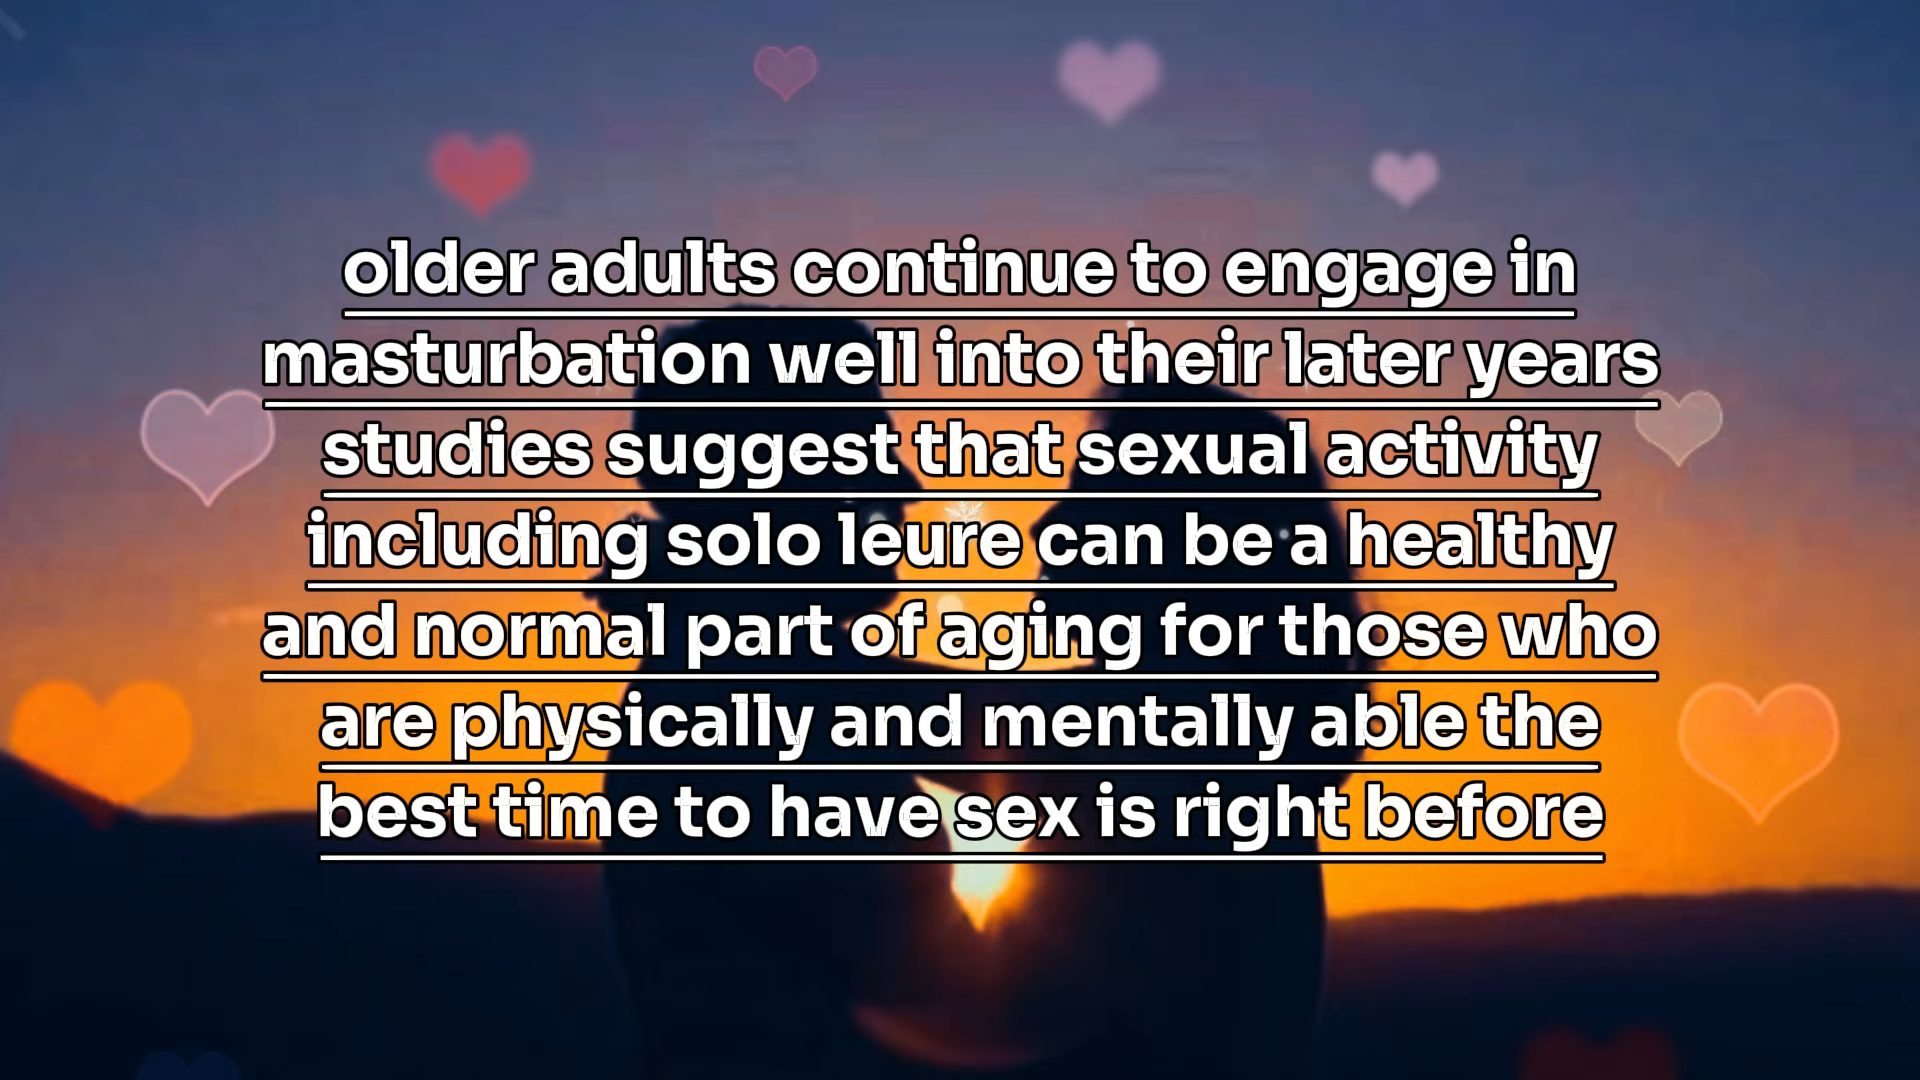 older adults continue to engage in
masturbation well into their later years
studies suggest that sexual activity
including solo leure can be a healthy
and normal part of aging for those who
are physically and mentally able the
best time to have sex is right before